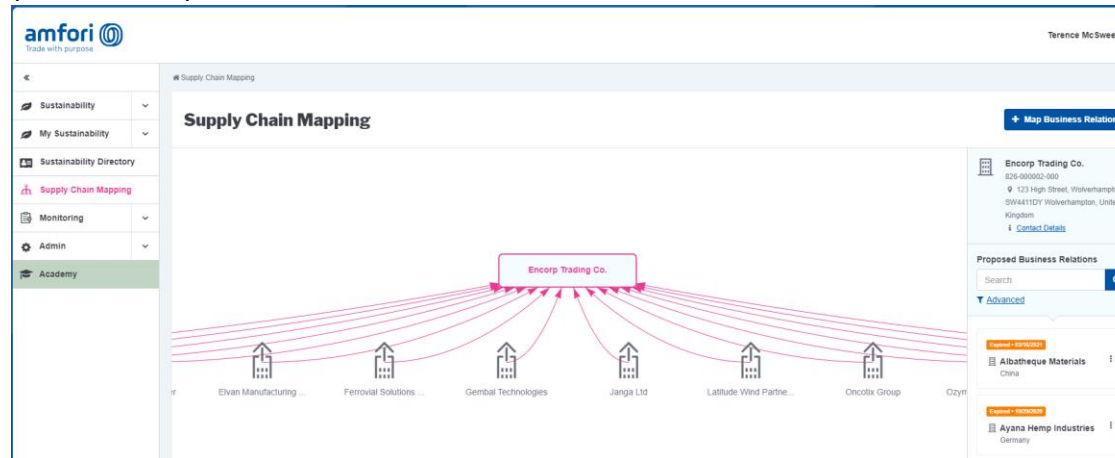 amfori
Trade with purpose
Terence McSwee
Supply Chain Mapping
Sustainability
My Sustainability
Sustainability Directory
Supply Chain Mapping
Monitoring
Admin
Academy
Supply Chain Mapping
+ Map Business Relation
Encorp Trading Co.
Elvan Manufacturing ...
Ferrovial Solutions ...
Gembal Technologies
Janga Ltd
Latitude Wind Partne...
Oncotix Group
Ozyn
Encorp Trading Co.
826-000002-000
123 High Street, Wolverhampt
SW4411DY Wolverhampton, Unite
Kingdom
Contact Details
Proposed Business Relations
Search
Advanced
Expired • 03/16/2021
Albatheque Materials
China
Expired • 10/29/2020
Ayana Hemp Industries
Germany